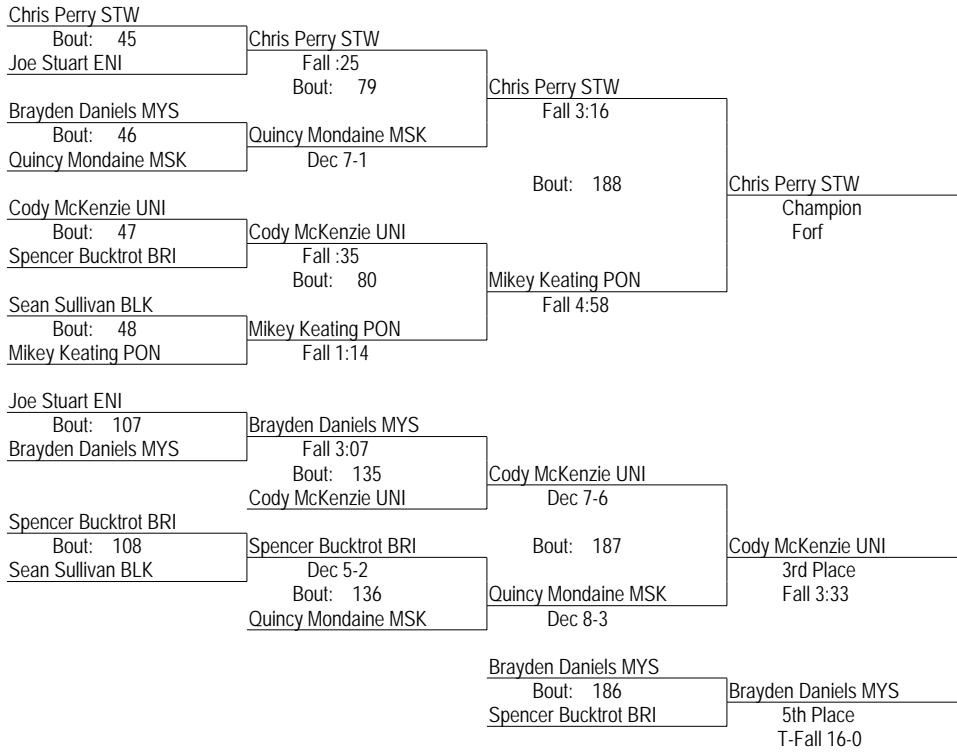 Chris Perry STW
Bout: 45
Joe Stuart ENI
Chris Perry STW
Fall :25
Bout: 79
Brayden Daniels MYS
Bout: 46
Quincy Mondaine MSK
Quincy Mondaine MSK
Dec 7-1
Chris Perry STW
Fall 3:16
Bout: 188
Cody McKenzie UNI
Bout: 47
Spencer Bucktrot BRI
Cody McKenzie UNI
Fall :35
Bout: 80
Sean Sullivan BLK
Bout: 48
Mikey Keating PON
Mikey Keating PON
Fall 1:14
Mikey Keating PON
Fall 4:58
Chris Perry STW
Champion
Forf
Joe Stuart ENI
Bout: 107
Brayden Daniels MYS
Brayden Daniels MYS
Fall 3:07
Bout: 135
Cody McKenzie UNI
Cody McKenzie UNI
Dec 7-6
Bout: 187
Spencer Bucktrot BRI
Bout: 108
Sean Sullivan BLK
Spencer Bucktrot BRI
Dec 5-2
Bout: 136
Quincy Mondaine MSK
Quincy Mondaine MSK
Dec 8-3
Cody McKenzie UNI
3rd Place
Fall 3:33
Brayden Daniels MYS
Bout: 186
Spencer Bucktrot BRI
Brayden Daniels MYS
5th Place
T-Fall 16-0